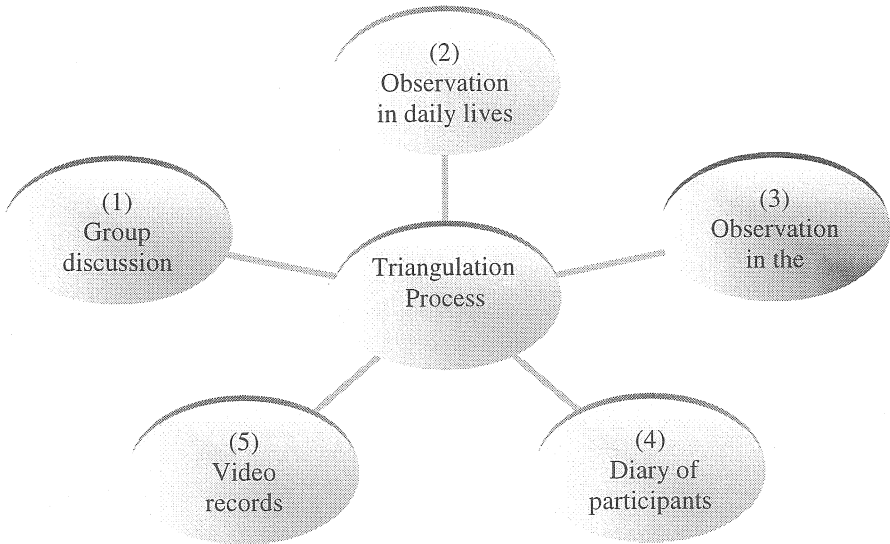 (1)
Group
discussion
(2)
Observation
in daily lives
(3)
Observation
in the
Triangulation
Process
(4)
Diary of
participants
(5)
Video
records